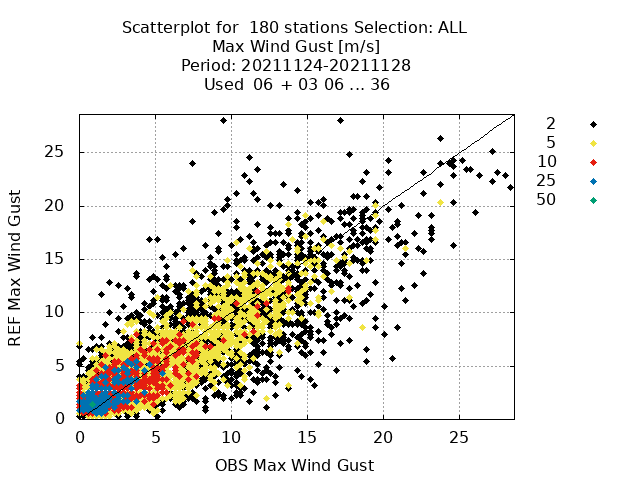 Scatterplot for  180 stations Selection: ALL
Max Wind Gust [m/s]
Period: 20211124-20211128
Used  06 + 03 06 ... 36
2
5
10
25
50
25
20
15
10
5
0
0 5 10 15 20 25
REF Max Wind Gust
OBS Max Wind Gust